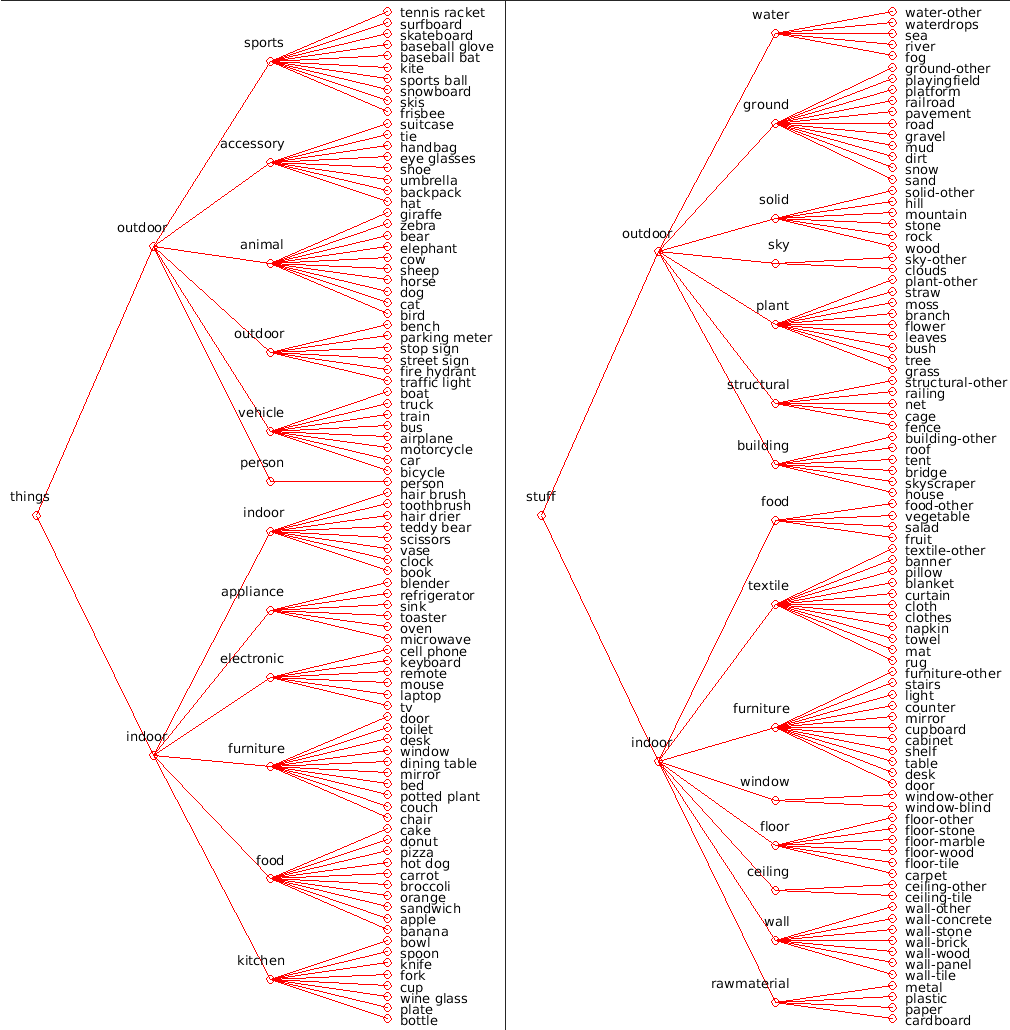 things
outdoor
sports
tennis racket
surfboard
skateboard
baseball glove
baseball bat
kite
sports ball
snowboard
skis
frisbee
accessory
suitcase
tie
handbag
eye glasses
shoe
umbrella
backpack
hat
animal
giraffe
zebra
bear
elephant
cow
sheep
horse
dog
cat
bird
outdoor
bench
parking meter
stop sign
street sign
fire hydrant
traffic light
vehicle
boat
truck
train
bus
airplane
motorcycle
car
bicycle
person
person
indoor
indoor
hair brush
toothbrush
hair drier
teddy bear
scissors
vase
clock
book
appliance
blender
refrigerator
sink
toaster
oven
microwave
electronic
cell phone
keyboard
remote
mouse
laptop
tv
furniture
door
toilet
desk
window
dining table
mirror
bed
potted plant
couch
chair
food
cake
donut
pizza
hot dog
carrot
broccoli
orange
sandwich
apple
banana
kitchen
bowl
spoon
knife
fork
cup
wine glass
plate
bottle
stuff
outdoor
water
water-other
waterdrops
sea
river
fog
ground
ground-other
playingfield
platform
railroad
pavement
road
gravel
mud
dirt
snow
sand
solid
solid-other
hill
mountain
stone
rock
wood
sky
sky-other
clouds
plant
plant-other
straw
moss
branch
flower
leaves
bush
tree
grass
structural
structural-other
railing
net
cage
fence
building
building-other
roof
tent
bridge
skyscraper
house
indoor
food
food-other
vegetable
salad
fruit
textile
textile-other
banner
pillow
blanket
curtain
cloth
clothes
napkin
towel
mat
rug
furniture
furniture-other
stairs
light
counter
mirror
cupboard
cabinet
shelf
table
desk
door
window
window-other
window-blind
floor
floor-other
floor-stone
floor-marble
floor-wood
floor-tile
carpet
ceiling
ceiling-other
ceiling-tile
wall
wall-other
wall-concrete
wall-stone
wall-brick
wall-wood
wall-panel
wall-tile
rawmaterial
metal
plastic
paper
cardboard